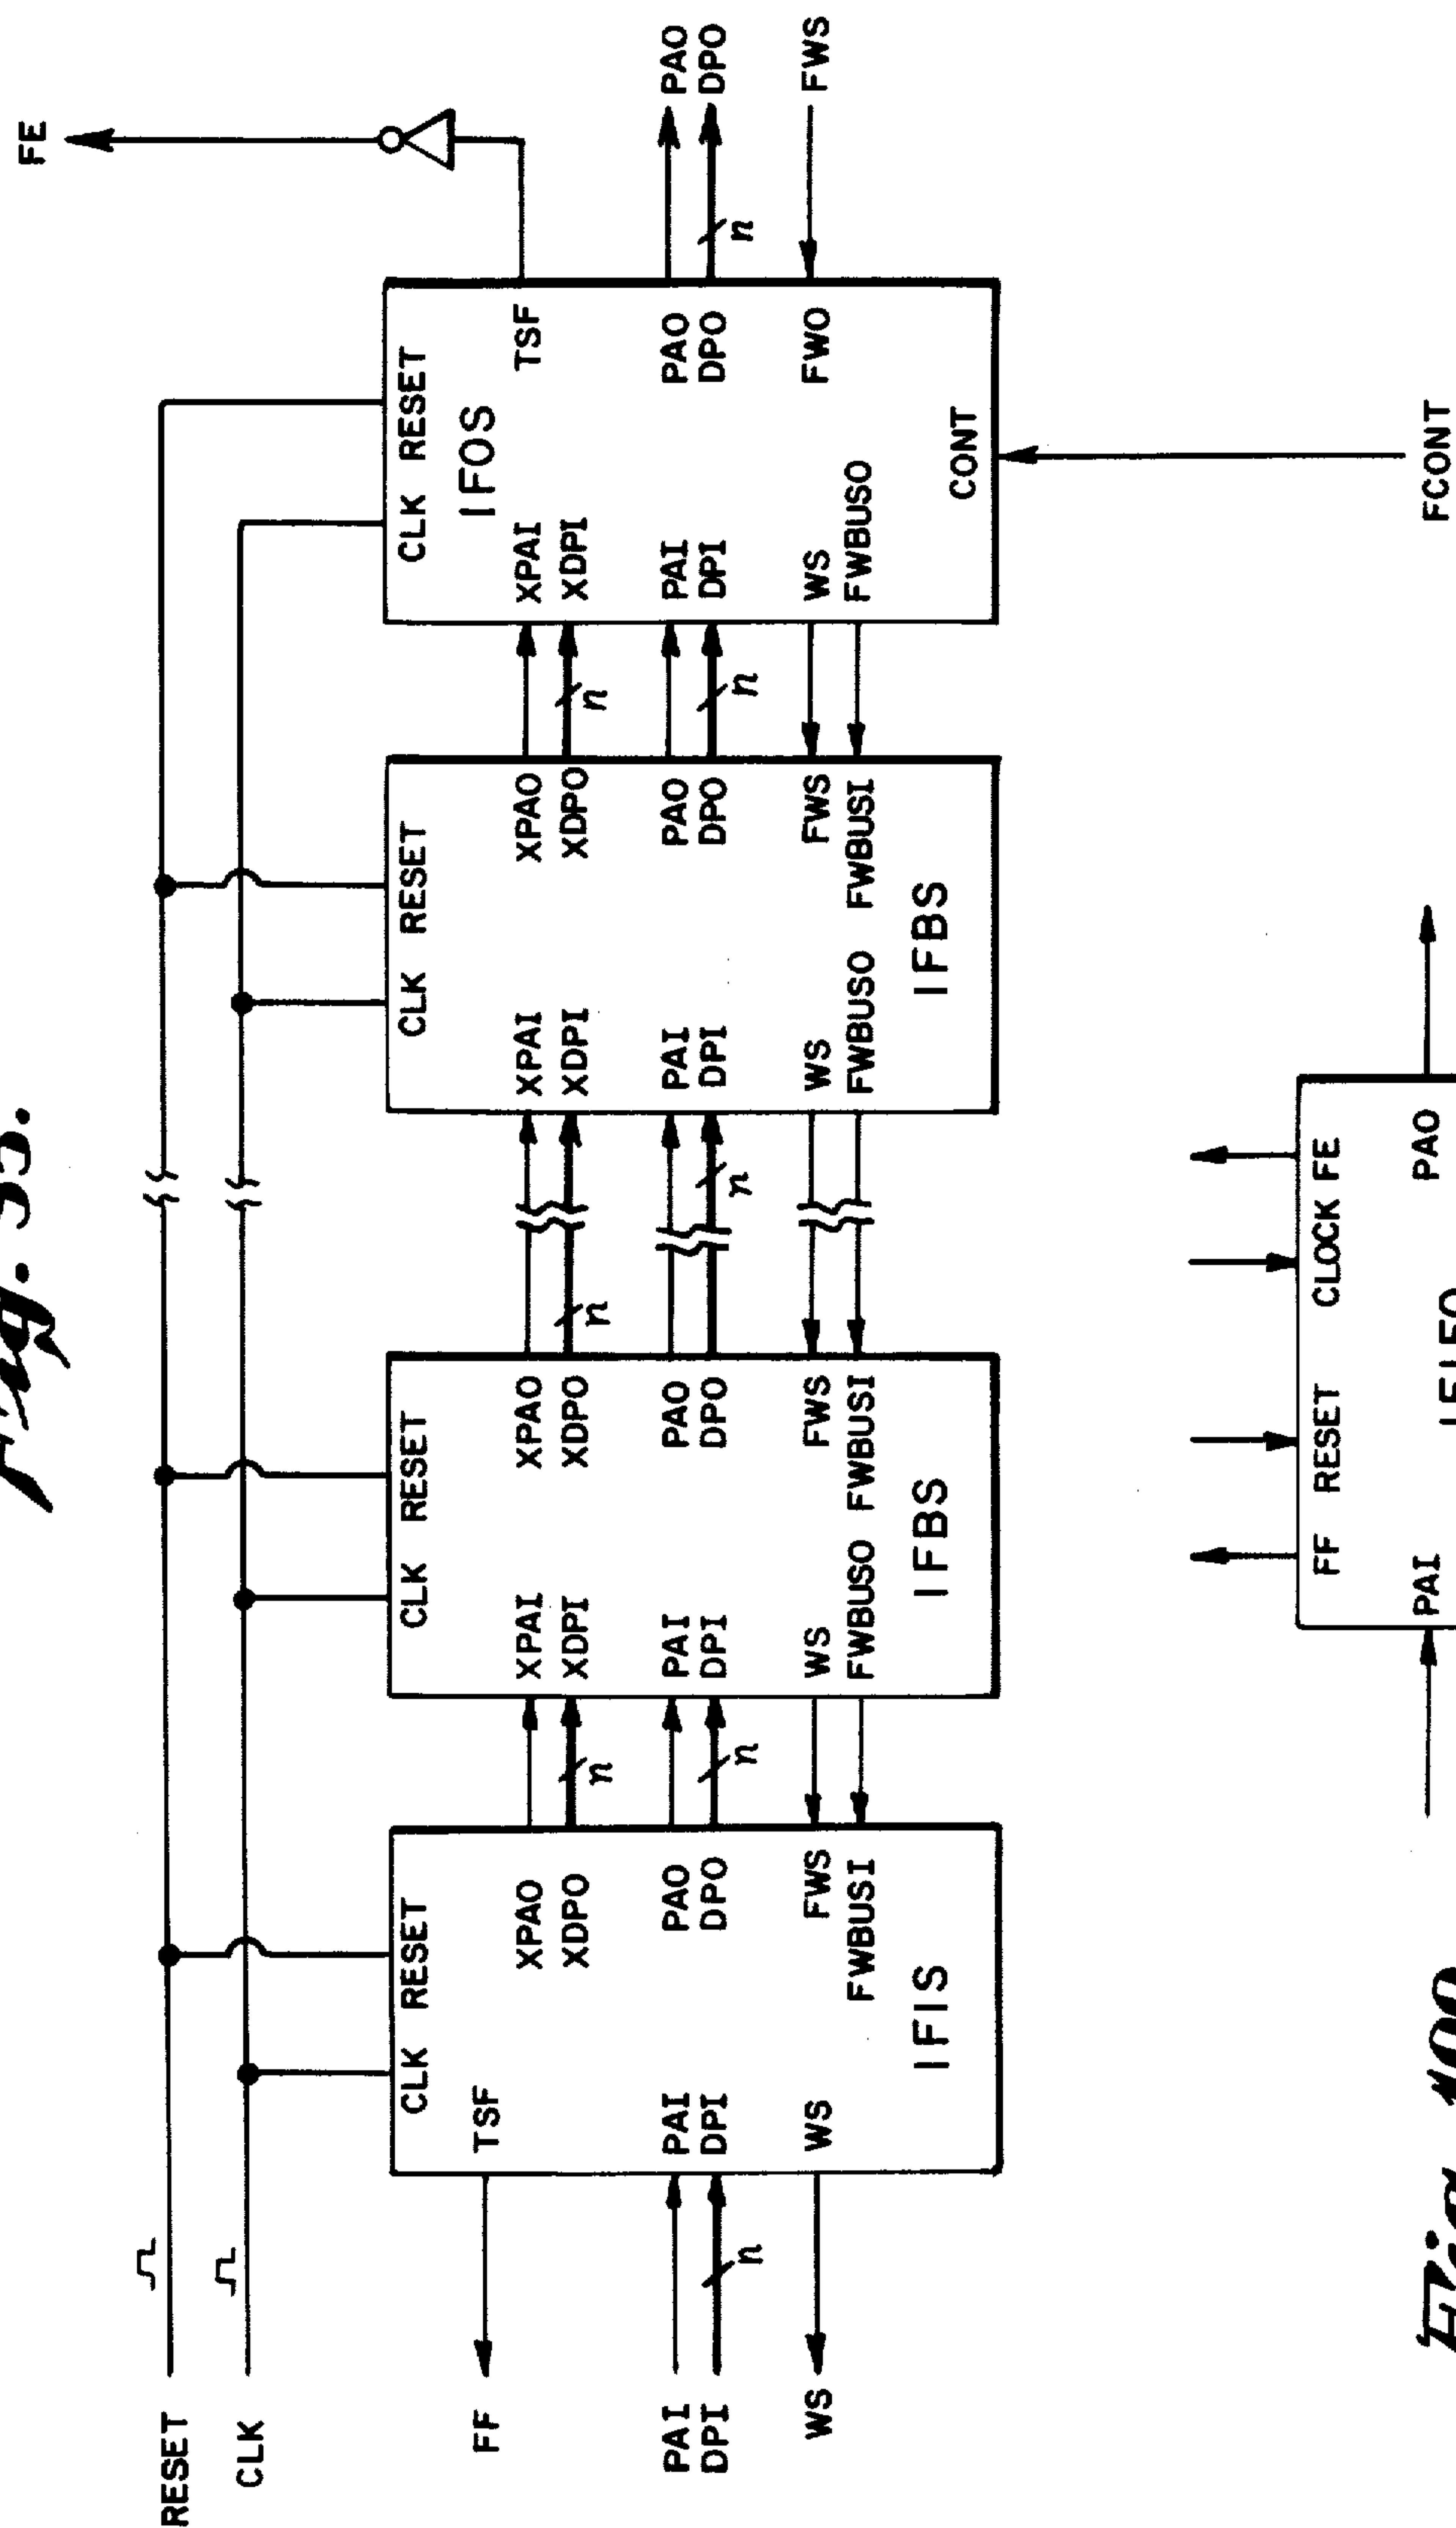 Fig.
FE
RESET
CLK
CLK RESET
CLK RESET
CLK RESET
CLK RESET
FF
TSF
XPAO
XDPO
PAI
DPI
PAO
DPO
PAI
DPI
n
WS
WS
FWS
FWBUSI
IFIS
n
n
XPAI
XDPI
XPAO
XDPO
PAI
DPI
PAO
DPO
WS
FWBUSO
FWS
FWBUSI
IFBS
n
n
XPAI
XDPI
XPAO
XDPO
PAI
DPI
PAO
DPO
WS
FWBUSO
FWS
FWBUSI
IFBS
n
n
IFOS
XPAI
XDPI
TSF
PAI
DPI
PAO
DPO
WS
FWBUSO
FWO
CONT
PAO
DPO
n
FWS
FCONT
Fig. 100
FF RESET CLOCK FE
PAI
PAO